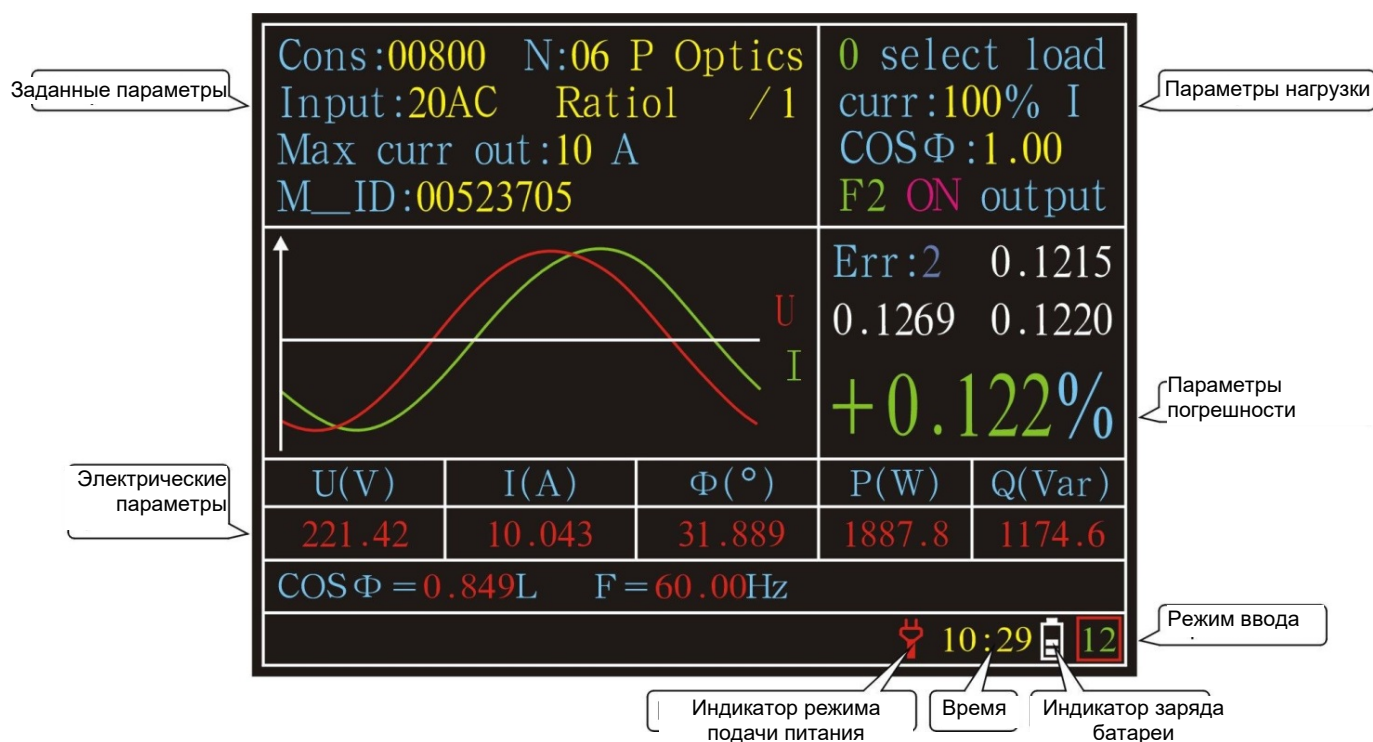 Cons:00800 N:06 P Optics
Input:20AC Ratiol /1
Max curr out:10 A
M__ID:00523705
0 select load
curr:100% I
COSΦ:1.00
F2 ON output
Заданные параметры
Параметры нагрузки
U
I
Err:2 0.1215
0.1269 0.1220
+0.122%
Параметры
погрешности
Электрические
параметры
U(V) I(A) Φ(°) P(W) Q(Var)
221.42 10.043 31.889 1887.8 1174.6
COSΦ=0.849L F=60.00Hz
10:29 12
Режим ввода
Индикатор режима
подачи питания
Время
Индикатор заряда
батареи